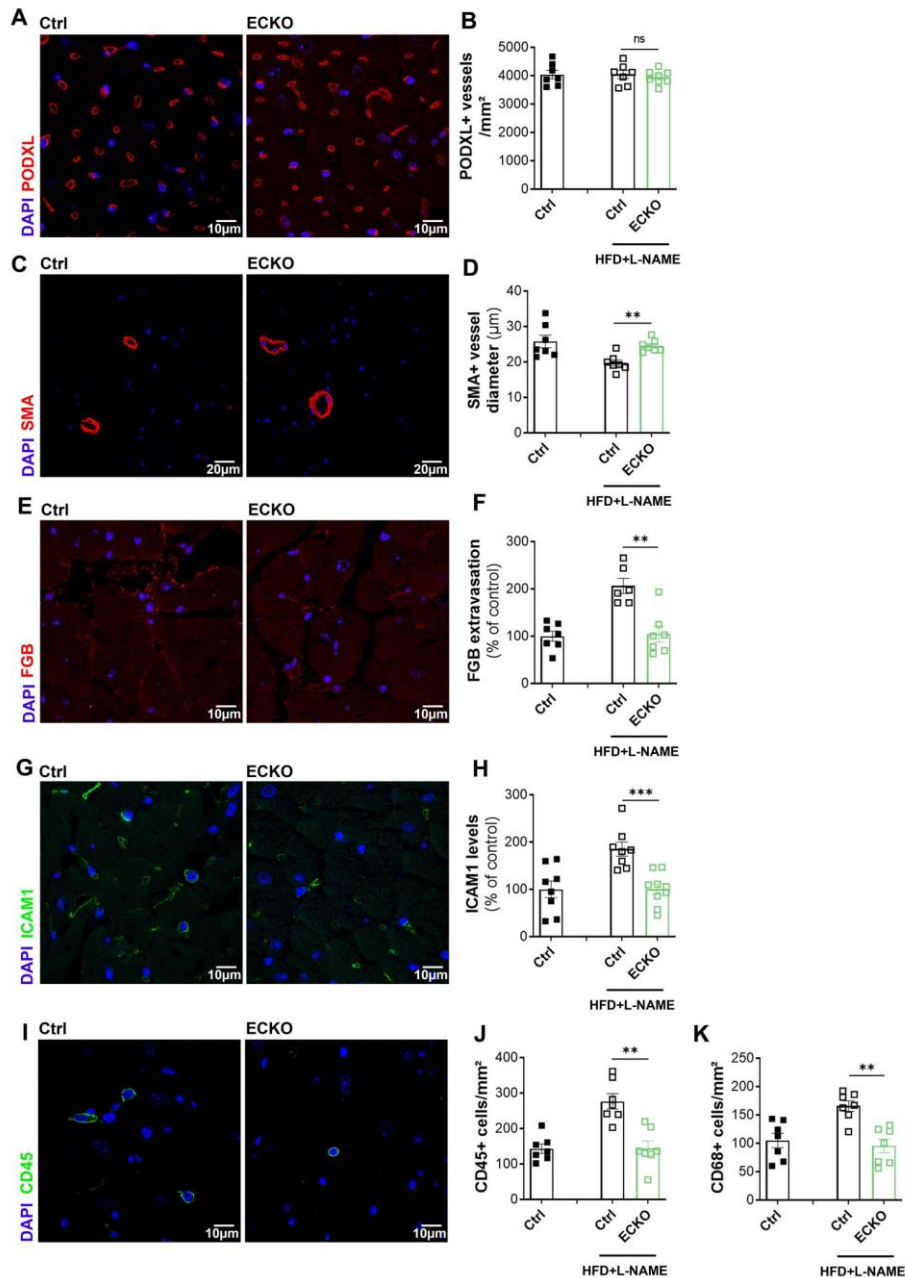 A Ctrl ECKO
DAPI PODXL
10µm 10µm
B
ns
PODXL+ vessels
/mm²
5000
4000
3000
2000
1000
0
Ctrl Ctrl ECKO
HFD+L-NAME
C Ctrl ECKO
DAPI SMA
20µm 20µm
D
**
SMA+ vessel
diameter (µm)
40
30
20
10
0
Ctrl Ctrl ECKO
HFD+L-NAME
E Ctrl ECKO
DAPI FGB
10µm 10µm
F
**
FGB extravasation
(% of control)
300
200
100
0
Ctrl Ctrl ECKO
HFD+L-NAME
G Ctrl ECKO
DAPI ICAM1
10µm 10µm
H
***
ICAM1 levels
(% of control)
300
200
100
0
Ctrl Ctrl ECKO
HFD+L-NAME
I Ctrl ECKO
DAPI CD45
10µm 10µm
J
**
CD45+ cells/mm²
400
300
200
100
0
Ctrl Ctrl ECKO
HFD+L-NAME
K
**
CD68+ cells/mm²
250
200
150
100
50
0
Ctrl Ctrl ECKO
HFD+L-NAME